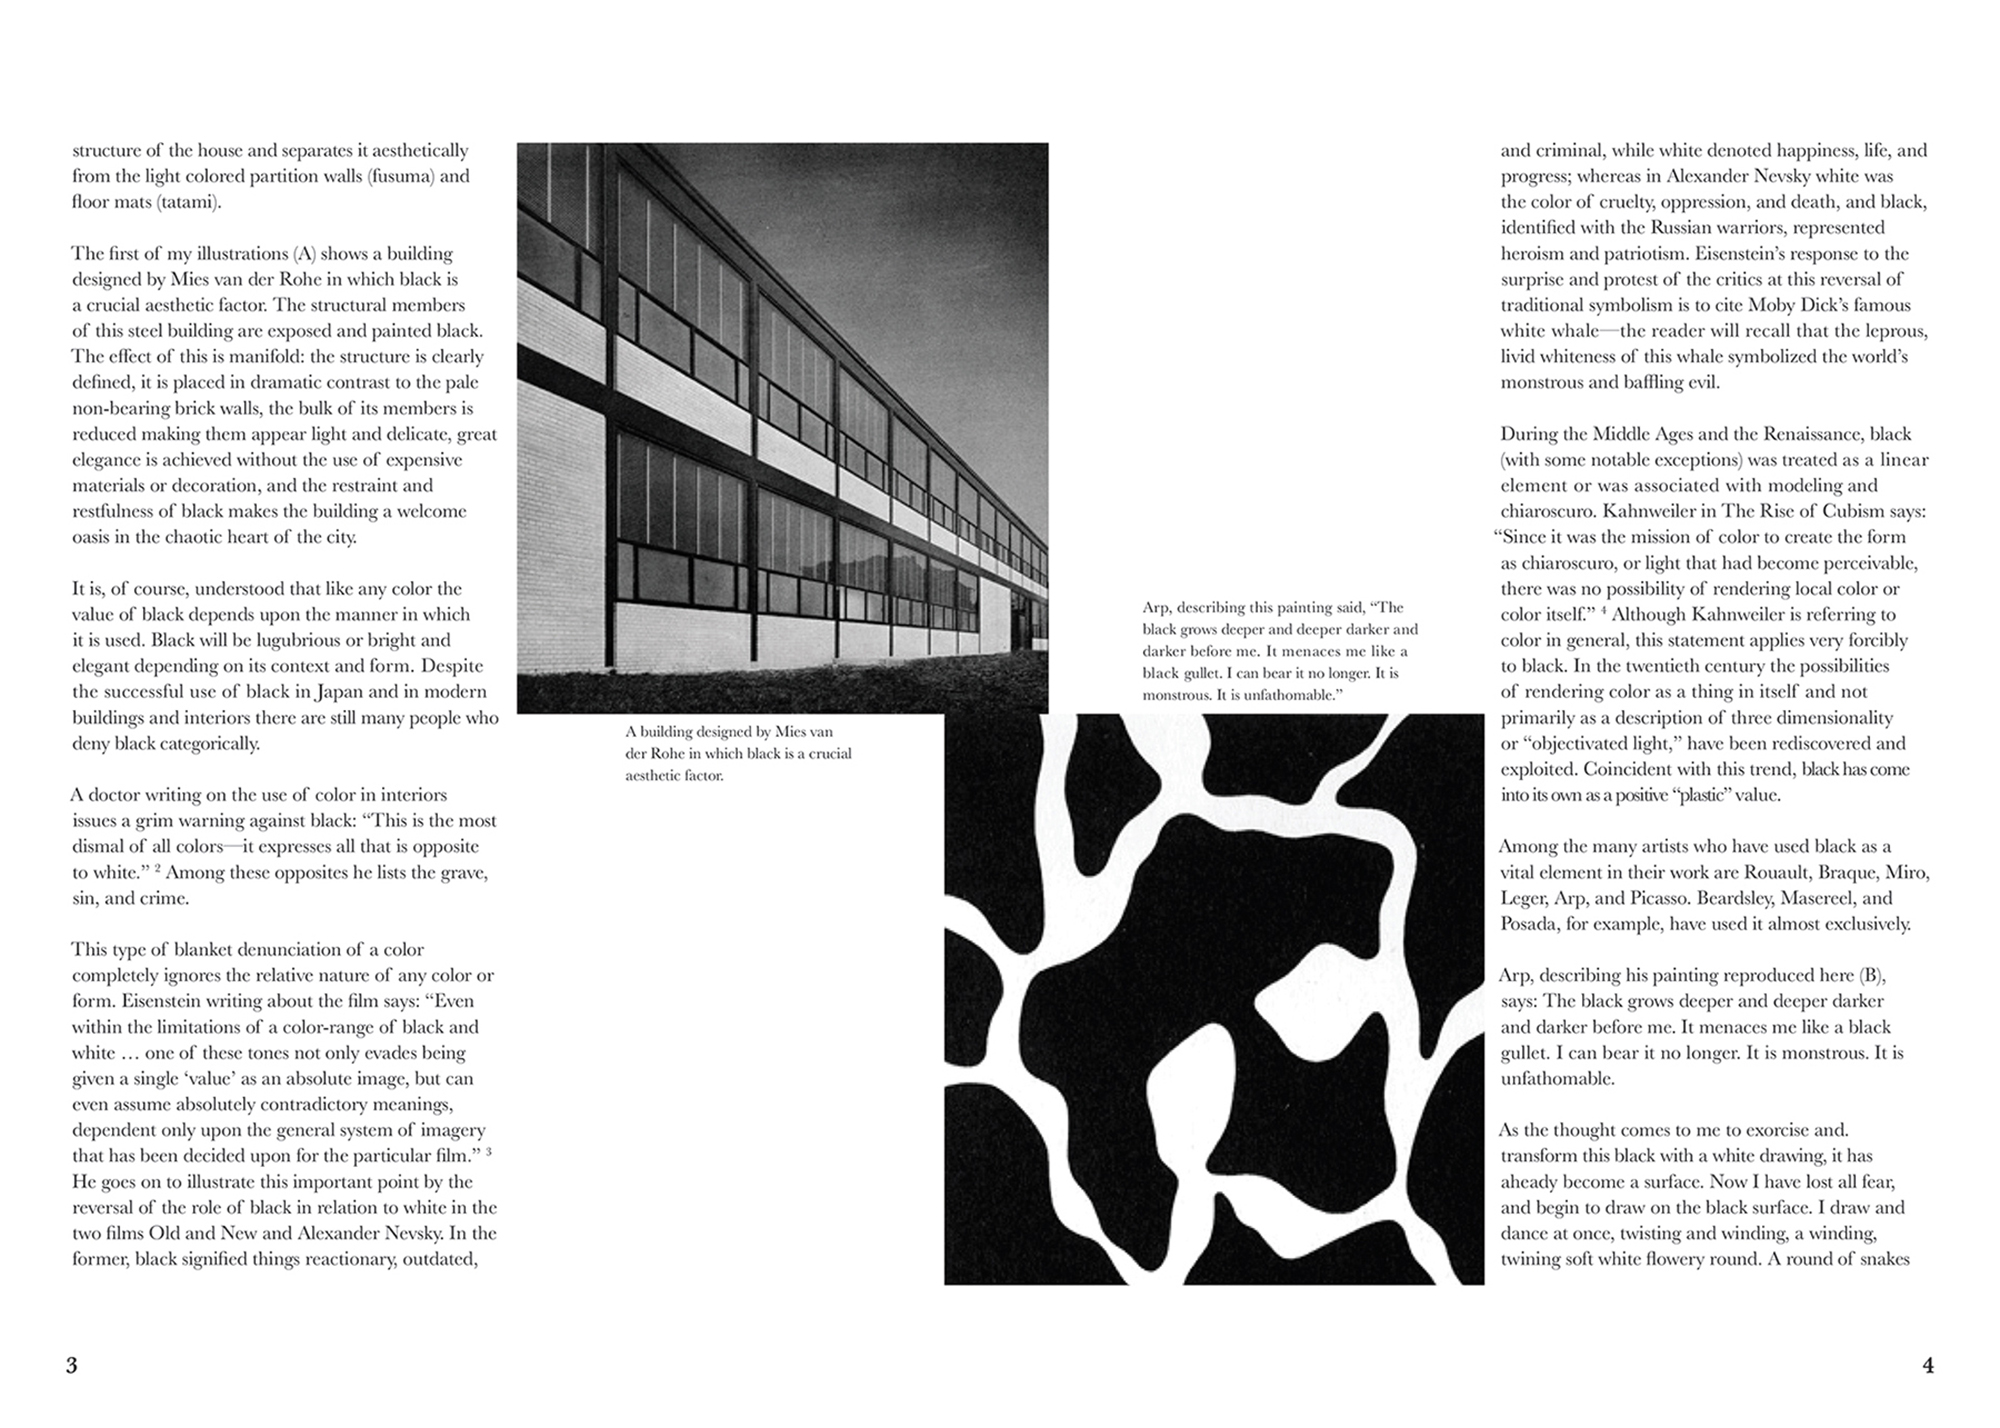 structure of the house and separates it aesthetically
from the light colored partition walls (fusuma) and
floor mats (tatami).
The first of my illustrations (A) shows a building
designed by Mies van der Rohe in which black is
a crucial aesthetic factor. The structural members
of this steel building are exposed and painted black.
The effect of this is manifold: the structure is clearly
defined, it is placed in dramatic contrast to the pale
non-bearing brick walls, the bulk of its members is
reduced making them appear light and delicate, great
elegance is achieved without the use of expensive
materials or decoration, and the restraint and
restfulness of black makes the building a welcome
oasis in the chaotic heart of the city.
It is, of course, understood that like any color the
value of black depends upon the manner in which
it is used. Black will be lugubrious or bright and
elegant depending on its context and form. Despite
the successful use of black in Japan and in modern
buildings and interiors there are still many people who
deny black categorically.
A doctor writing on the use of color in interiors
issues a grim warning against black: “This is the most
dismal of all colors—it expresses all that is opposite
to white.” 2 Among these opposites he lists the grave,
sin, and crime.
This type of blanket denunciation of a color
completely ignores the relative nature of any color or
form. Eisenstein writing about the film says: “Even
within the limitations of a color-range of black and
white … one of these tones not only evades being
given a single ‘value’ as an absolute image, but can
even assume absolutely contradictory meanings,
dependent only upon the general system of imagery
that has been decided upon for the particular film.” 3
He goes on to illustrate this important point by the
reversal of the role of black in relation to white in the
two films Old and New and Alexander Nevsky. In the
former, black signified things reactionary, outdated,
3
A building designed by Mies van
der Rohe in which black is a crucial
aesthetic factor.
Arp, describing this painting said, “The
black grows deeper and deeper darker and
darker before me. It menaces me like a
black gullet. I can bear it no longer. It is
monstrous. It is unfathomable.”
and criminal, while white denoted happiness, life, and
progress; whereas in Alexander Nevsky white was
the color of cruelty, oppression, and death, and black,
identified with the Russian warriors, represented
heroism and patriotism. Eisenstein’s response to the
surprise and protest of the critics at this reversal of
traditional symbolism is to cite Moby Dick’s famous
white whale—the reader will recall that the leprous,
livid whiteness of this whale symbolized the world’s
monstrous and baffling evil.
During the Middle Ages and the Renaissance, black
(with some notable exceptions) was treated as a linear
element or was associated with modeling and
chiaroscuro. Kahnweiler in The Rise of Cubism says:
“Since it was the mission of color to create the form
as chiaroscuro, or light that had become perceivable,
there was no possibility of rendering local color or
color itself.” 4 Although Kahnweiler is referring to
color in general, this statement applies very forcibly
to black. In the twentieth century the possibilities
of rendering color as a thing in itself and not
primarily as a description of three dimensionality
or “objectivated light,” have been rediscovered and
exploited. Coincident with this trend, black has come
into its own as a positive “plastic” value.
Among the many artists who have used black as a
vital element in their work are Rouault, Braque, Miro,
Leger, Arp, and Picasso. Beardsley, Masereel, and
Posada, for example, have used it almost exclusively.
Arp, describing his painting reproduced here (B),
says: The black grows deeper and deeper darker
and darker before me. It menaces me like a black
gullet. I can bear it no longer. It is monstrous. It is
unfathomable.
As the thought comes to me to exorcise and.
transform this black with a white drawing, it has
aheady become a surface. Now I have lost all fear,
and begin to draw on the black surface. I draw and
dance at once, twisting and winding, a winding,
twining soft white flowery round. A round of snakes
4